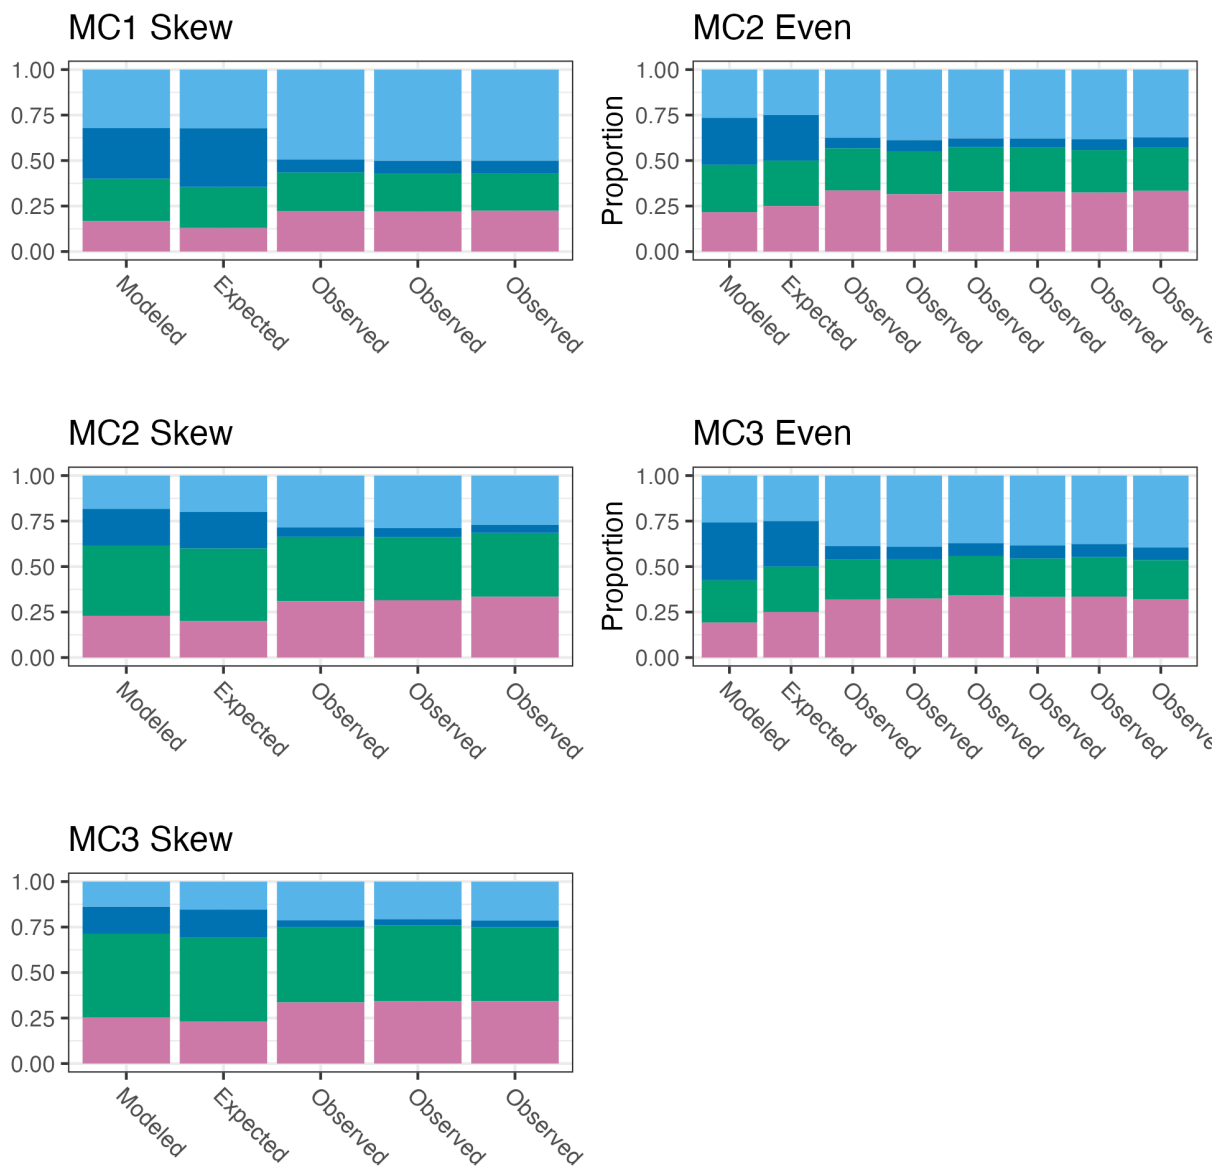 MC1 Skew
1.00
0.75
0.50
0.25
0.00
Modeled
Expected
Observed
Observed
Observed
MC2 Even
Proportion
1.00
0.75
0.50
0.25
0.00
Modeled
Expected
Observed
Observed
Observed
Observed
Observed
Observe
MC2 Skew
1.00
0.75
0.50
0.25
0.00
Modeled
Expected
Observed
Observed
Observed
MC3 Even
Proportion
1.00
0.75
0.50
0.25
0.00
Modeled
Expected
Observed
Observed
Observed
Observed
Observed
Observe
MC3 Skew
1.00
0.75
0.50
0.25
0.00
Modeled
Expected
Observed
Observed
Observed